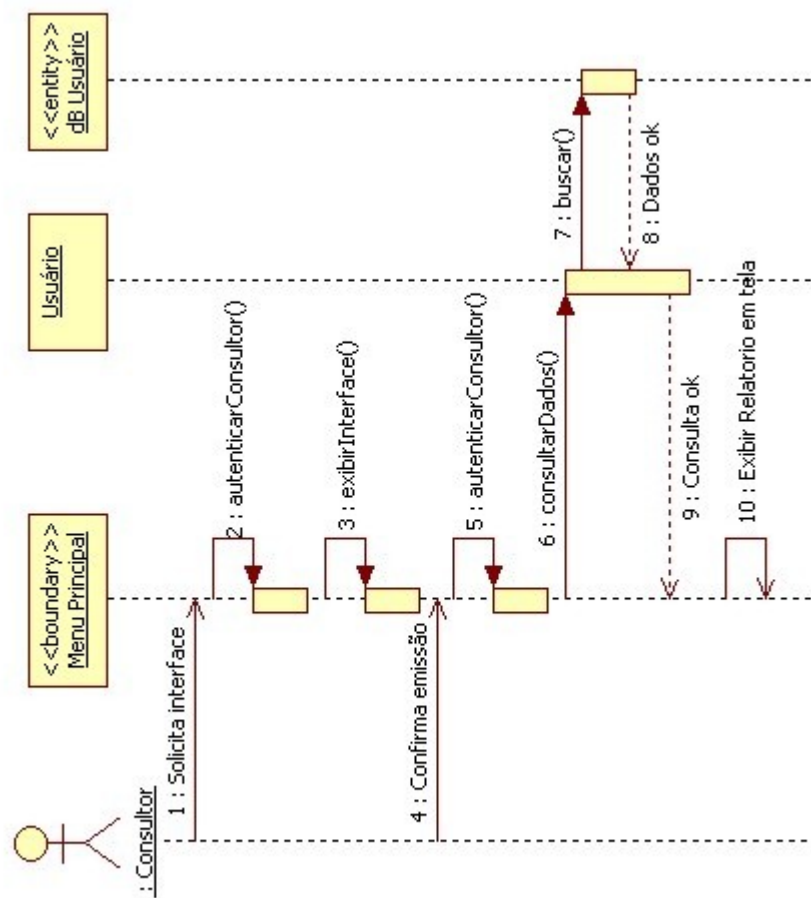 : Consultor
<<boundary>>
Menu Principal
Usuário
<<entity>>
dB Usuário
1 : Solicita interface
2 : autenticarConsultor()
3 : exibirInterface()
4 : Confirma emissão
5 : autenticarConsultor()
6 : consultarDados()
7 : buscar()
8 : Dados ok
9 : Consulta ok
10 : Exibir Relatorio em tela